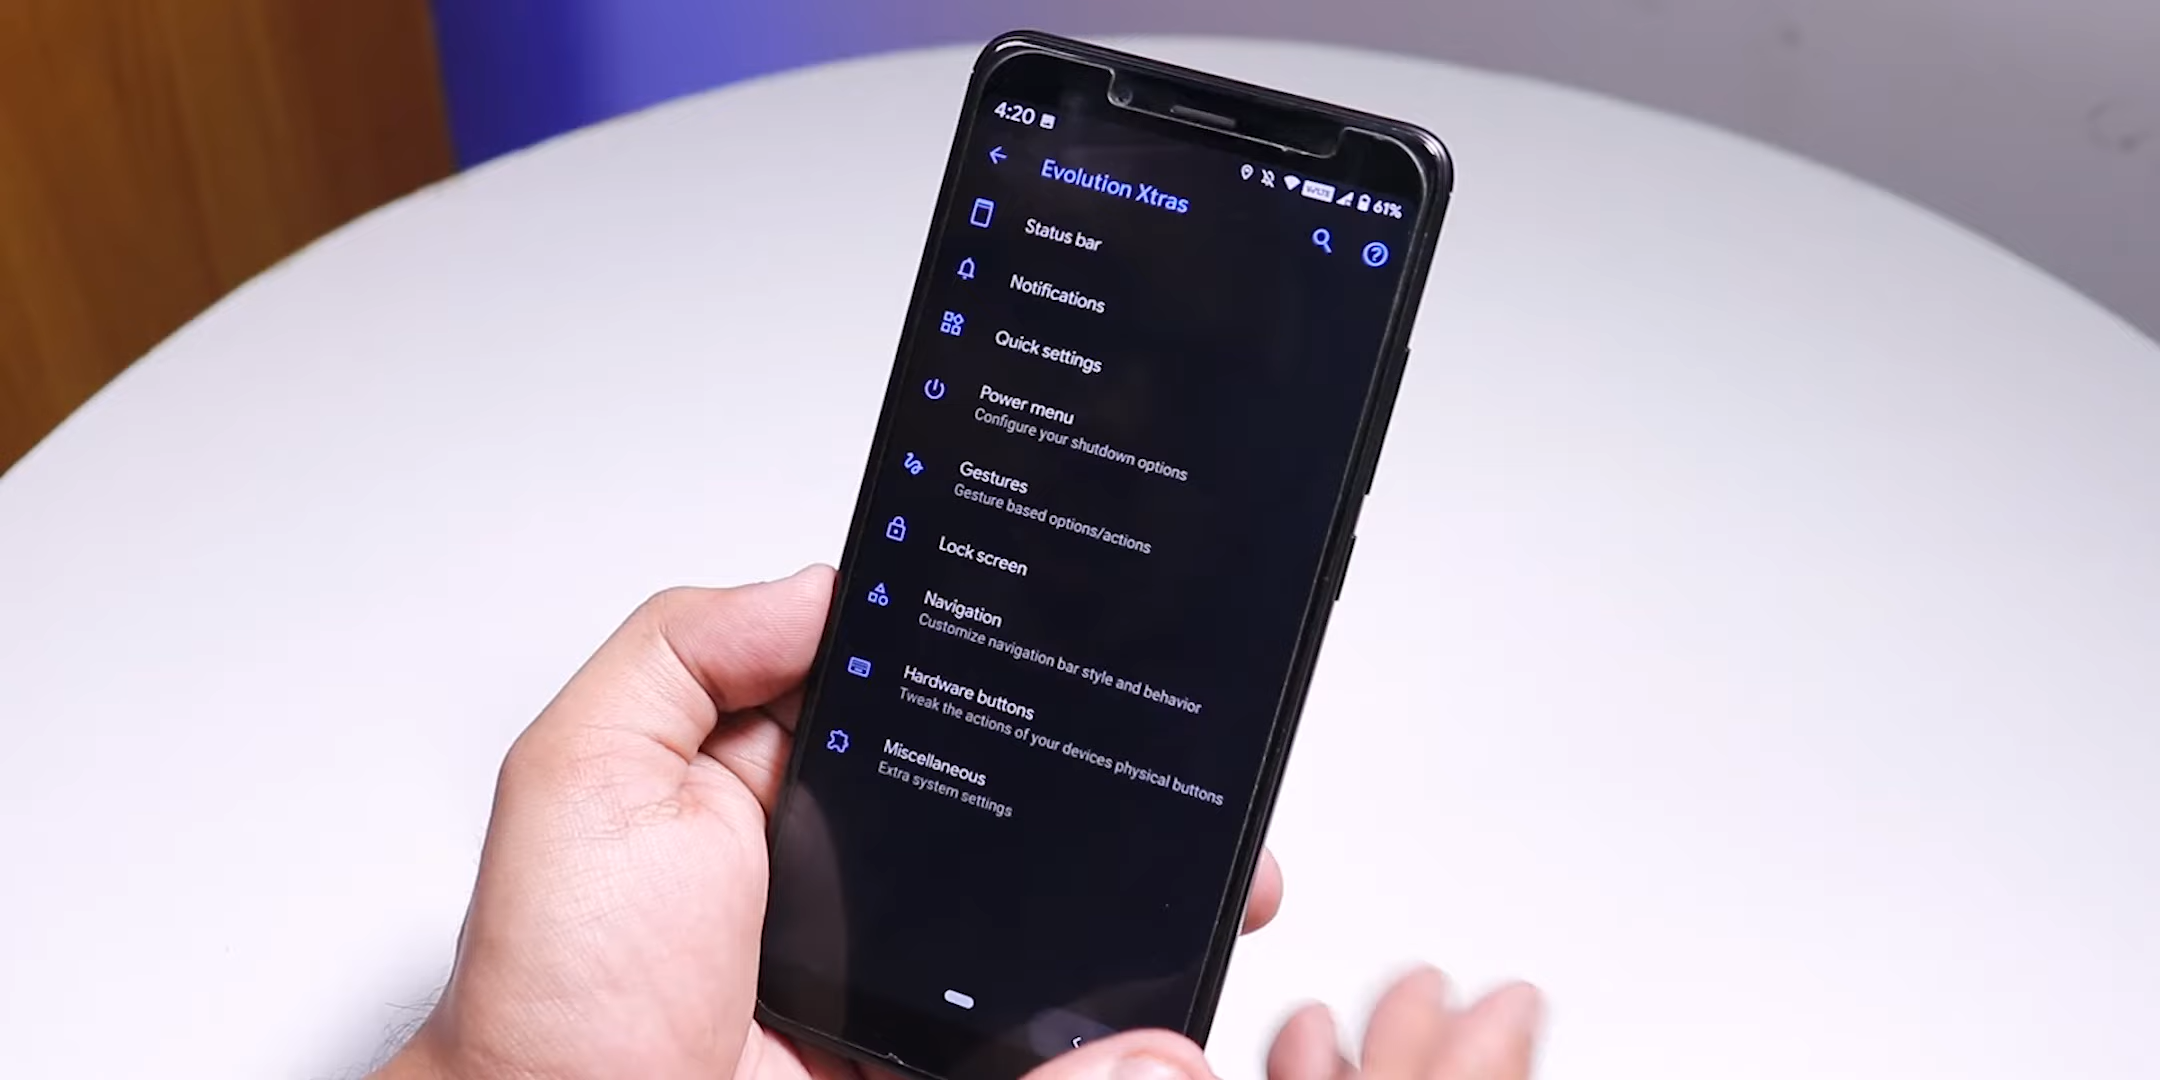 4:20
VoLTE 61%
Evolution Xtras
Status bar
Notifications
Quick settings
Power menu
Configure your shutdown options
Gestures
Gesture based options/actions
Lock screen
Navigation
Customize navigation bar style and behavior
Hardware buttons
Tweak the actions of your devices physical buttons
Miscellaneous
Extra system settings